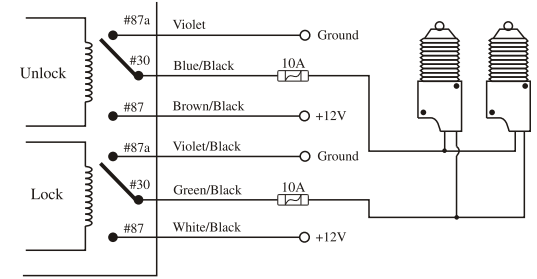 #87a Violet Ground
Unlock #30 Blue/Black 10A
#87 Brown/Black +12V
#87a Violet/Black Ground
Lock #30 Green/Black 10A
#87 White/Black +12V